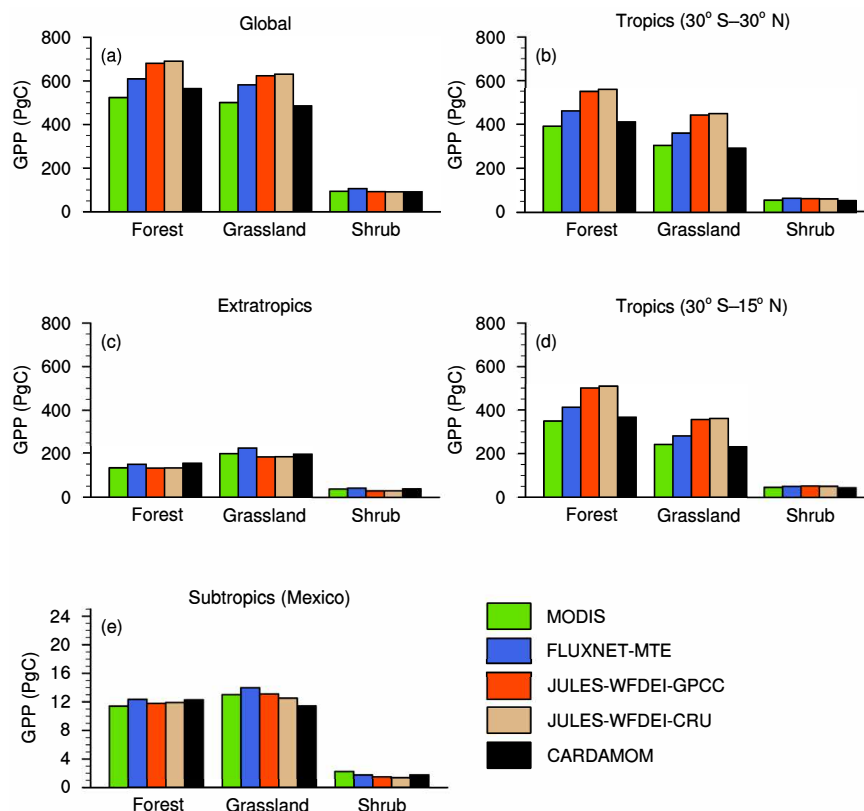 Global
(a)
GPP (PgC)
800
600
400
200
0
Forest Grassland Shrub
Tropics (30° S–30° N)
(b)
GPP (PgC)
800
600
400
200
0
Forest Grassland Shrub
Extratropics
(c)
GPP (PgC)
800
600
400
200
0
Forest Grassland Shrub
Tropics (30° S–15° N)
(d)
GPP (PgC)
800
600
400
200
0
Forest Grassland Shrub
Subtropics (Mexico)
(e)
GPP (PgC)
24
20
16
12
8
4
0
Forest Grassland Shrub
MODIS
FLUXNET-MTE
JULES-WFDEI-GPCC
JULES-WFDEI-CRU
CARDAMOM